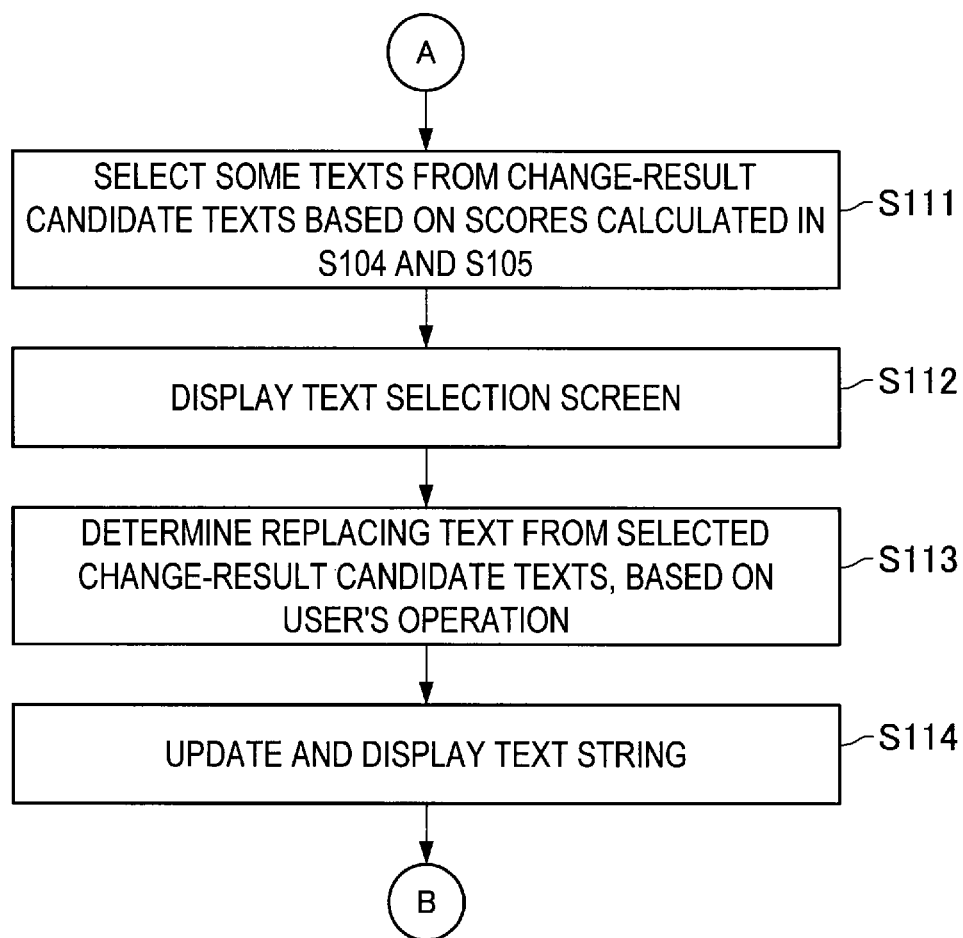 A
SELECT SOME TEXTS FROM CHANGE-RESULT
CANDIDATE TEXTS BASED ON SCORES CALCULATED IN
S104 AND S105
S111
DISPLAY TEXT SELECTION SCREEN
S112
DETERMINE REPLACING TEXT FROM SELECTED
CHANGE-RESULT CANDIDATE TEXTS, BASED ON
USER'S OPERATION
S113
UPDATE AND DISPLAY TEXT STRING
S114
B